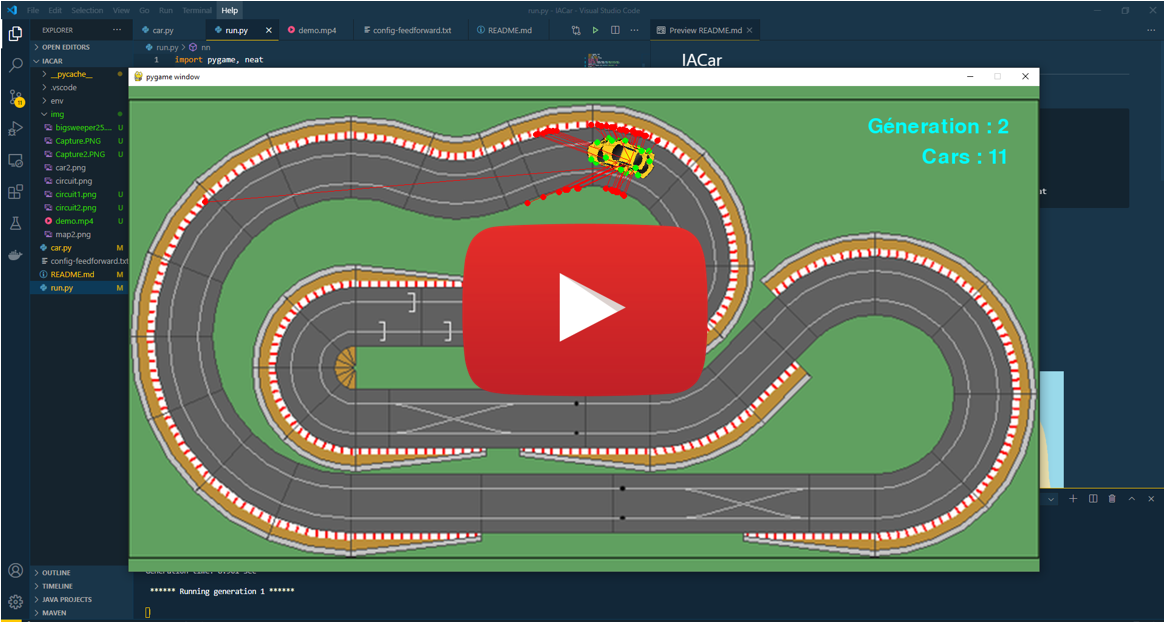 File Edit Selection View Go Run Terminal Help
run.py - IACar - Visual Studio Code
EXPLORER
car.py
run.py
demo.mp4
config-feedforward.txt
README.md
Preview README.md
OPEN EDITORS
run.py > nn
IACAR
1 import pygame, neat
IACar
__pycache__
pygame window
.vscode
env
img
bigsweeper25... U
Capture.PNG U
Capture2.PNG U
car2.png
circuit.png
circuit1.png U
circuit2.png U
demo.mp4 U
map2.png
car.py M
config-feedforward.txt
README.md M
run.py M
11
Géneration : 2
Cars : 11
OUTLINE
TIMELINE
JAVA PROJECTS
MAVEN
****** Running generation 1 ******